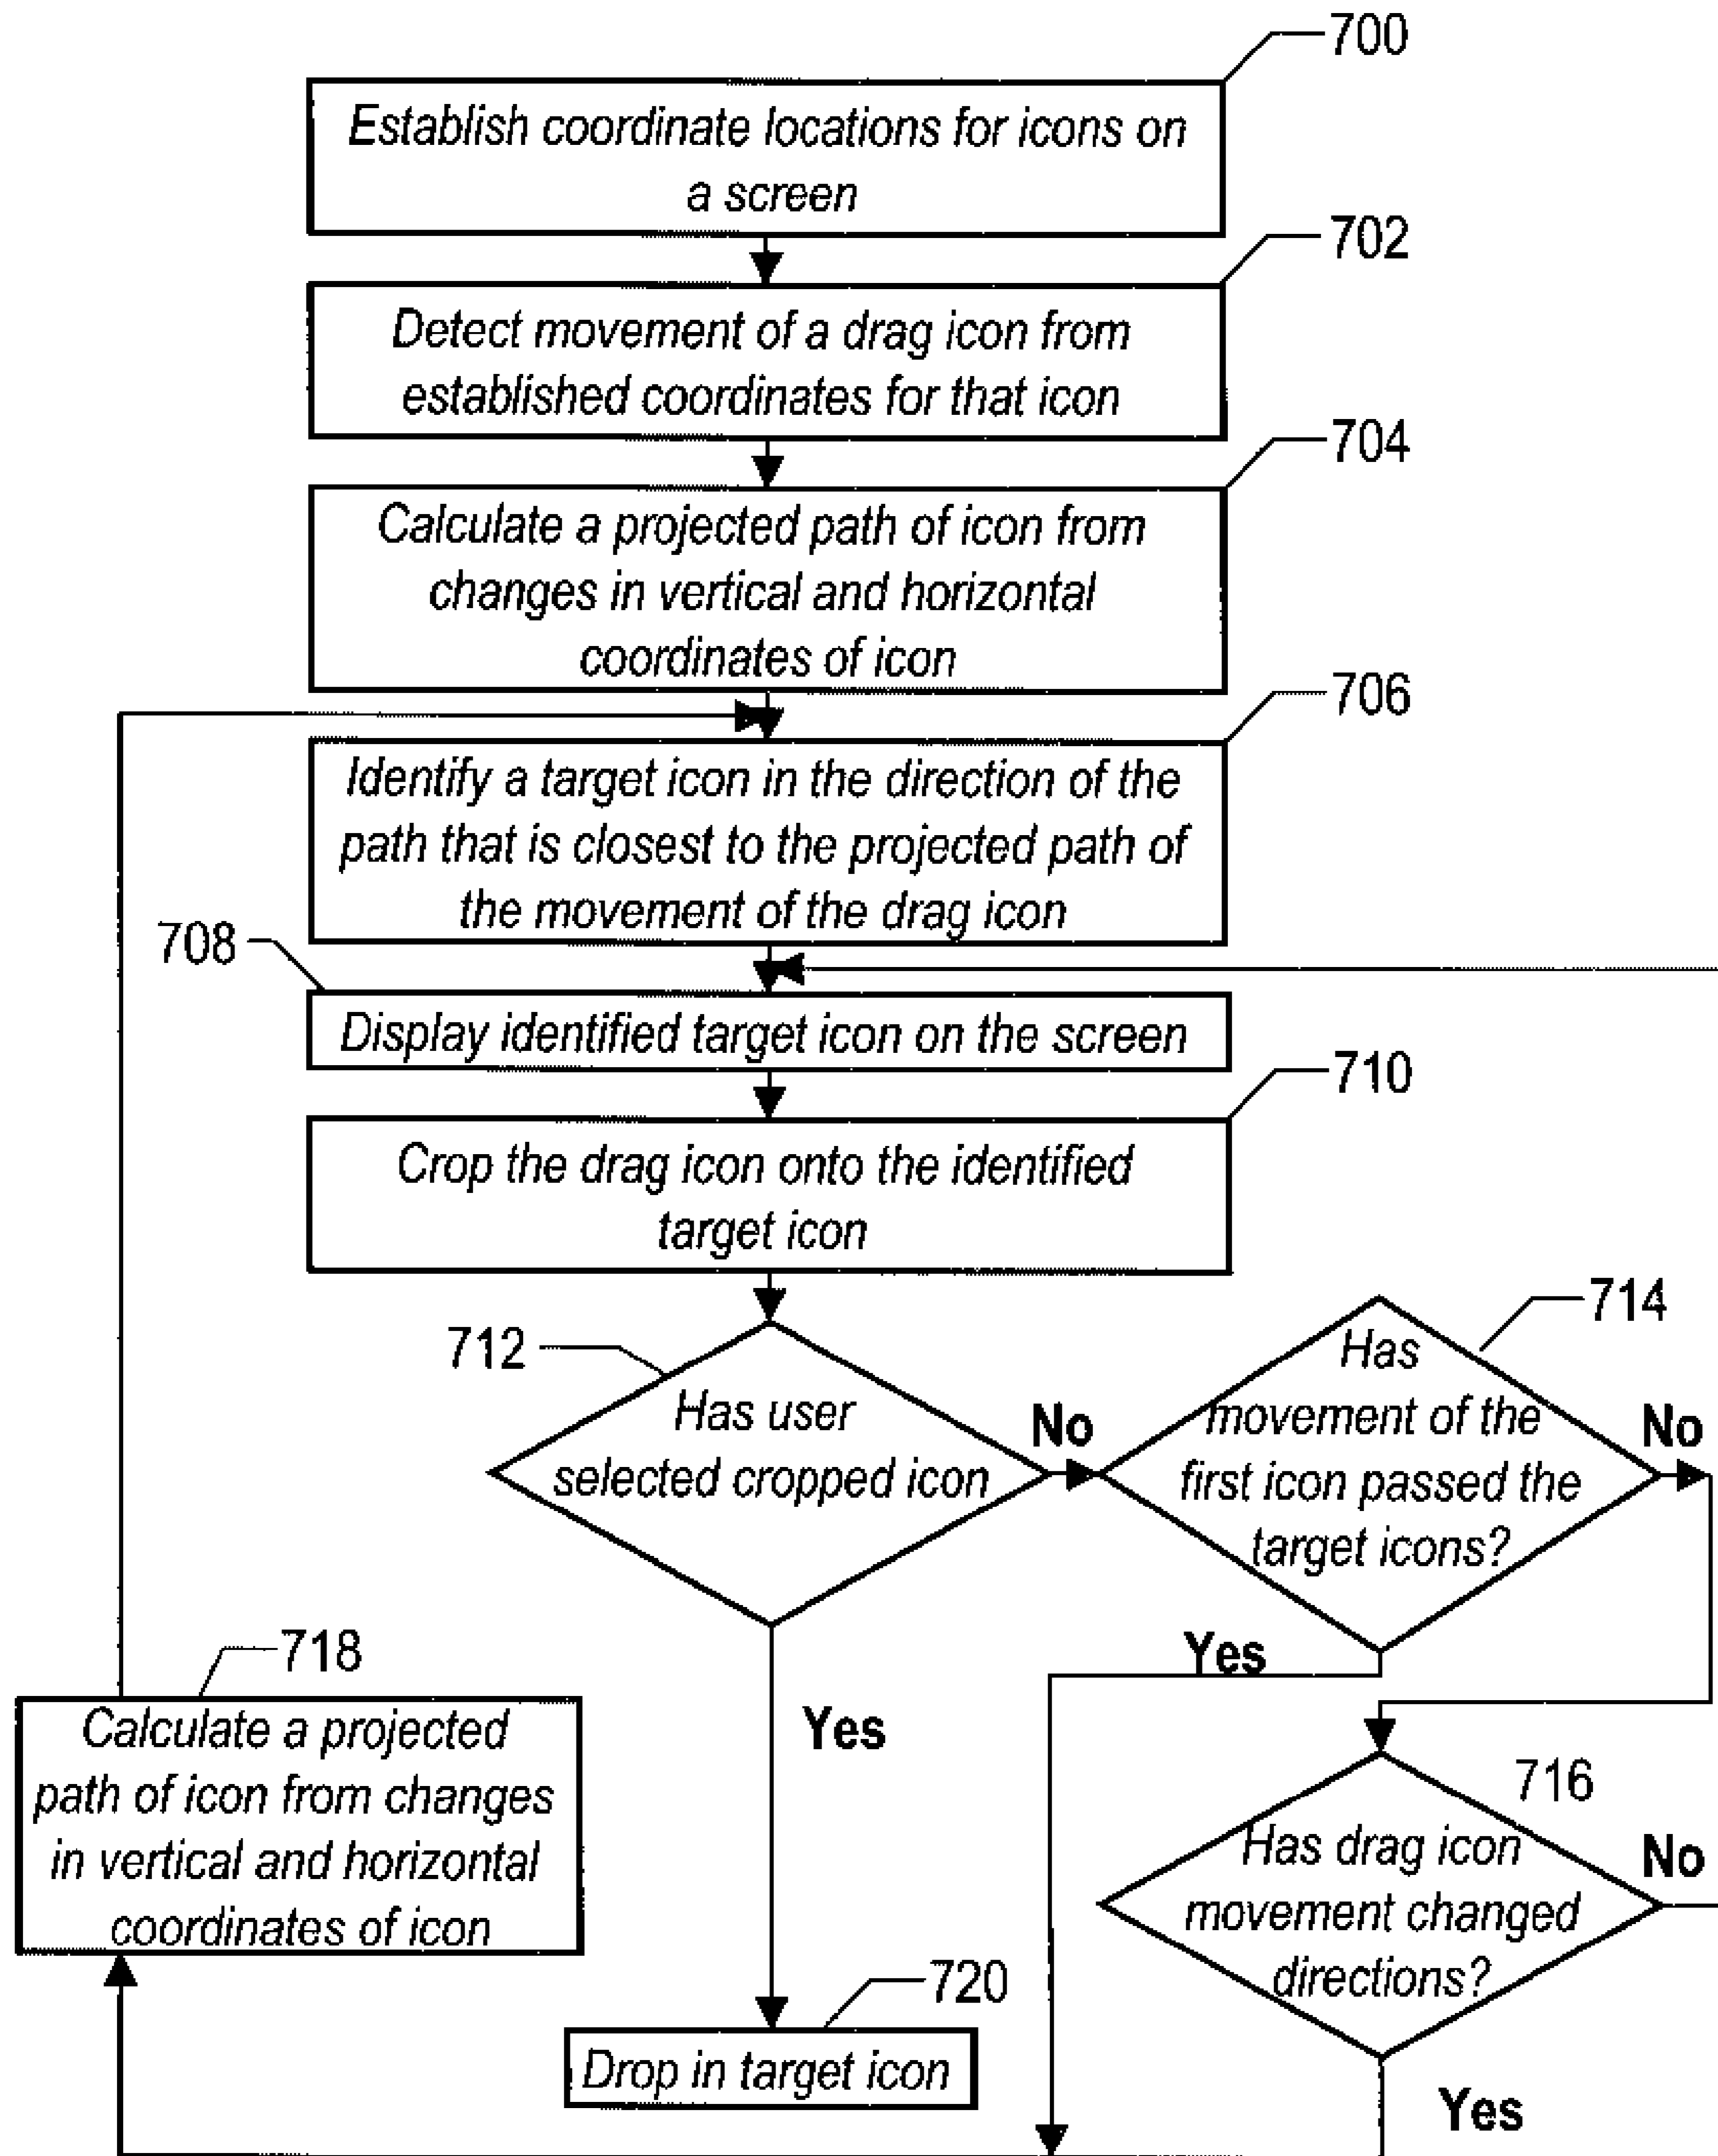 700
Establish coordinate locations for icons on
a screen
702
Detect movement of a drag icon from
established coordinates for that icon
704
Calculate a projected path of icon from
changes in vertical and horizontal
coordinates of icon
706
Identify a target icon in the direction of the
path that is closest to the projected path of
the movement of the drag icon
708
Display identified target icon on the screen
710
Crop the drag icon onto the identified
target icon
712
Has user
selected cropped icon
No
714
Has
movement of the
first icon passed the
target icons?
No
Yes
Yes
716
Has drag icon
movement changed
directions?
No
Yes
718
Calculate a projected
path of icon from changes
in vertical and horizontal
coordinates of icon
720
Drop in target icon